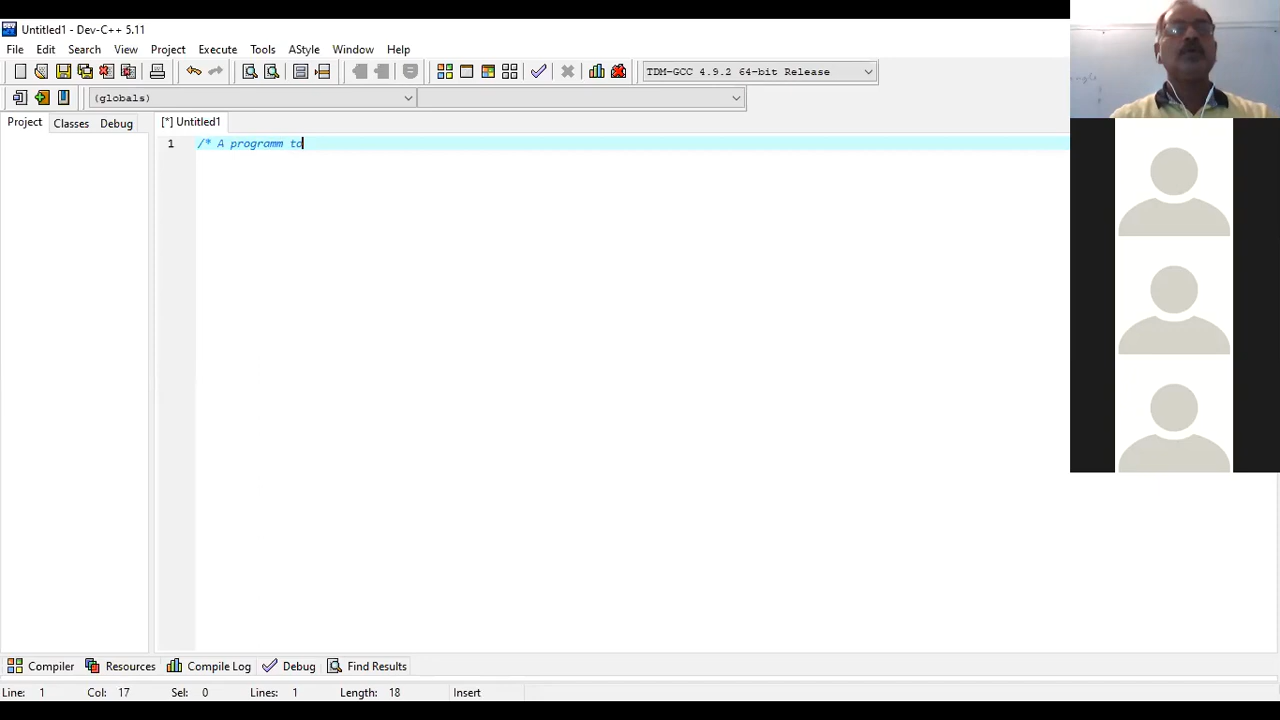 Untitled1 - Dev-C++ 5.11
File Edit Search View Project Execute Tools AStyle Window Help
TDM-GCC 4.9.2 64-bit Release
(globals)
Project Classes Debug [*] Untitled1
1 /* A programm to
Compiler Resources Compile Log Debug Find Results
Line: 1 Col: 17 Sel: 0 Lines: 1 Length: 18 Insert